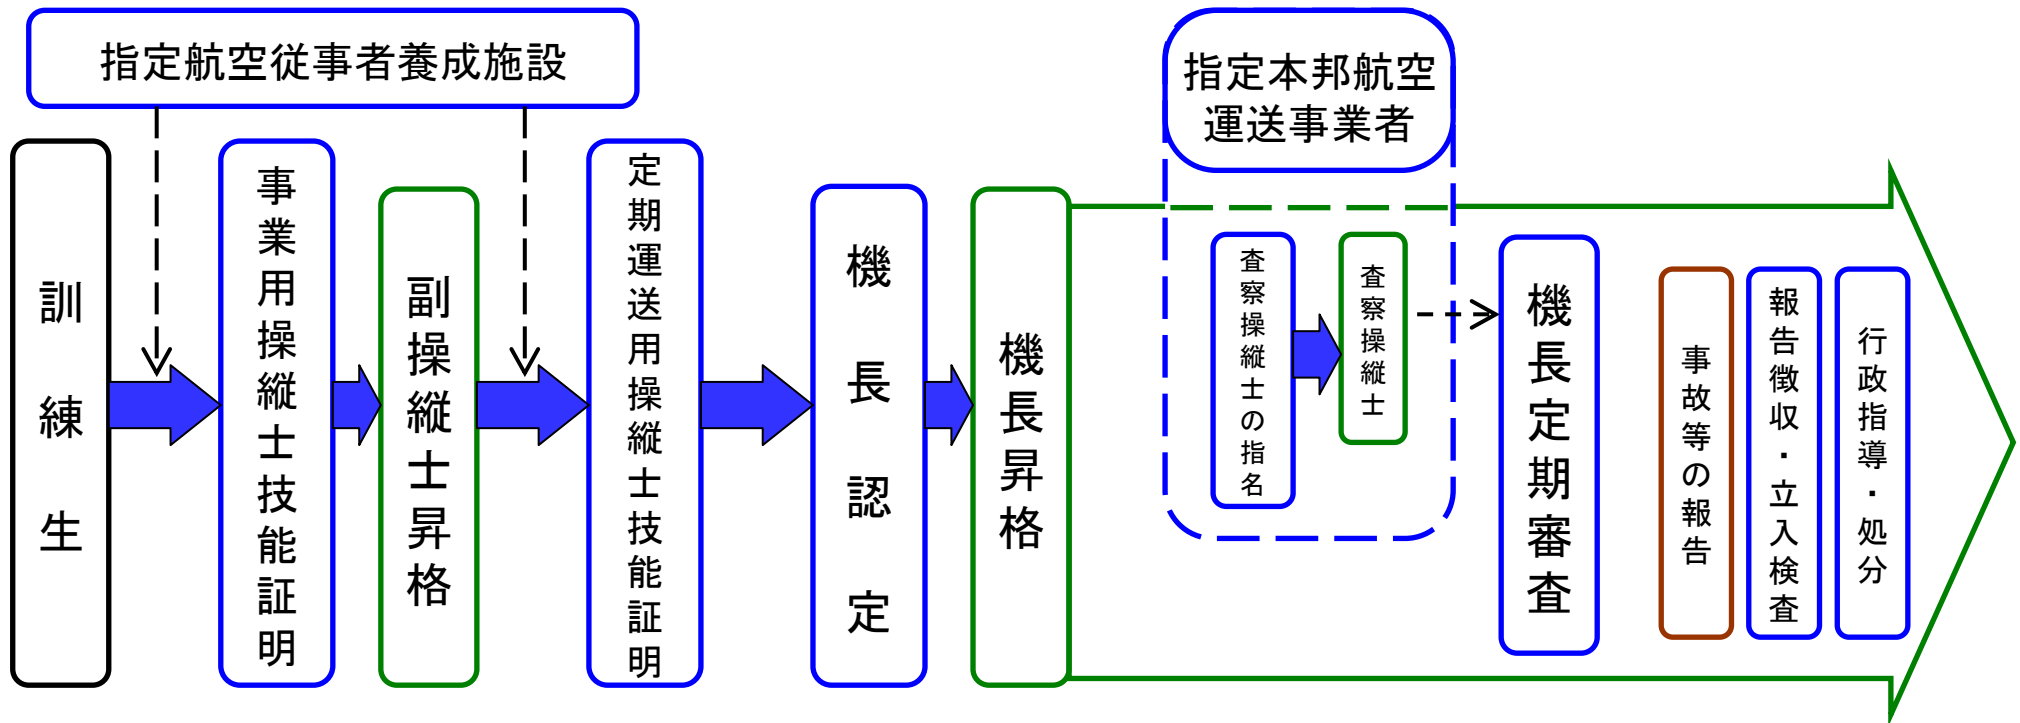 指定航空従事者養成施設
指定本邦航空
運送事業者
訓練生
事業用操縦士技能証明
副操縦士昇格
定期運送用操縦士技能証明
機長認定
機長昇格
査察操縦士の指名
査察操縦士
機長定期審査
事故等の報告
報告徴収・立入検査
行政指導・処分